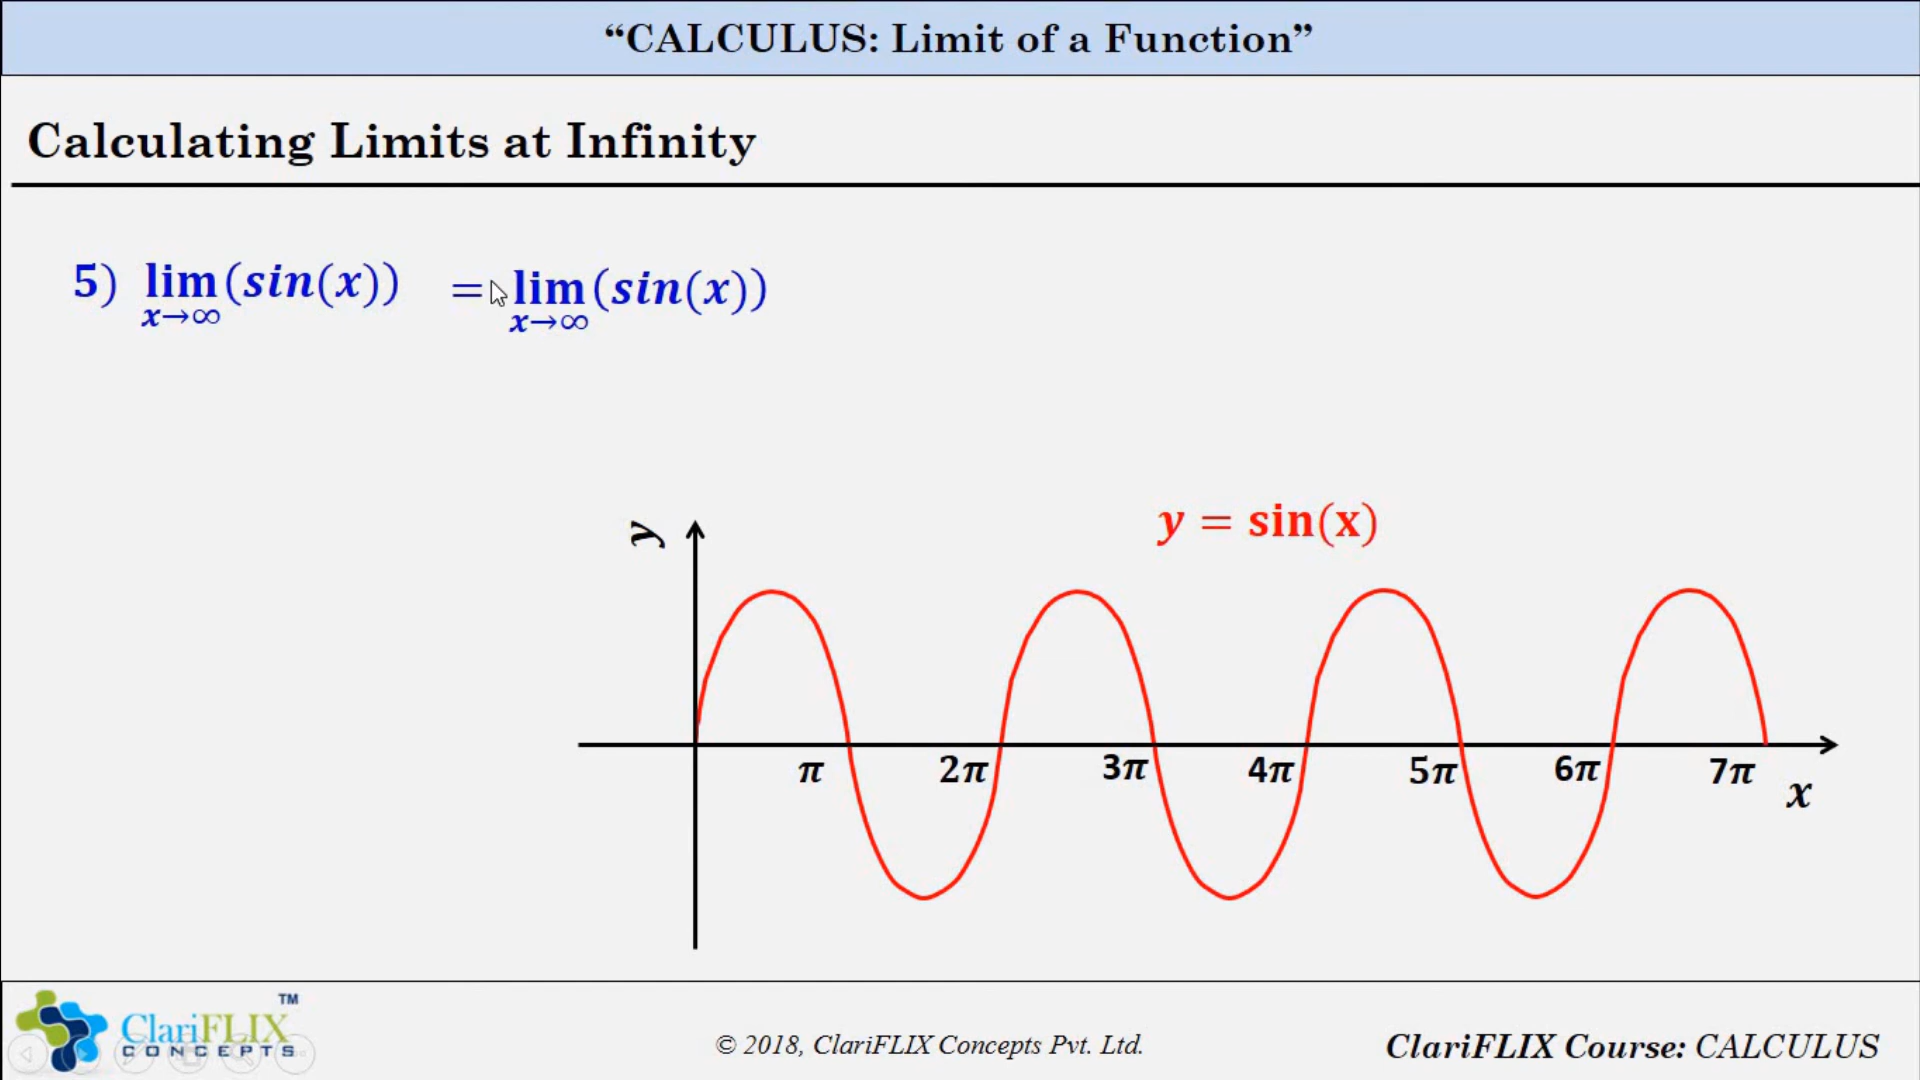 “CALCULUS: Limit of a Function”
Calculating Limits at Infinity
5) lim(sin(x)) = lim(sin(x))
x→∞ x→∞
y = sin(x)
y
π 2π 3π 4π 5π 6π 7π
x
ClariFLIX TM
CONCEPTS
© 2018, ClariFLIX Concepts Pvt. Ltd.
ClariFLIX Course: CALCULUS